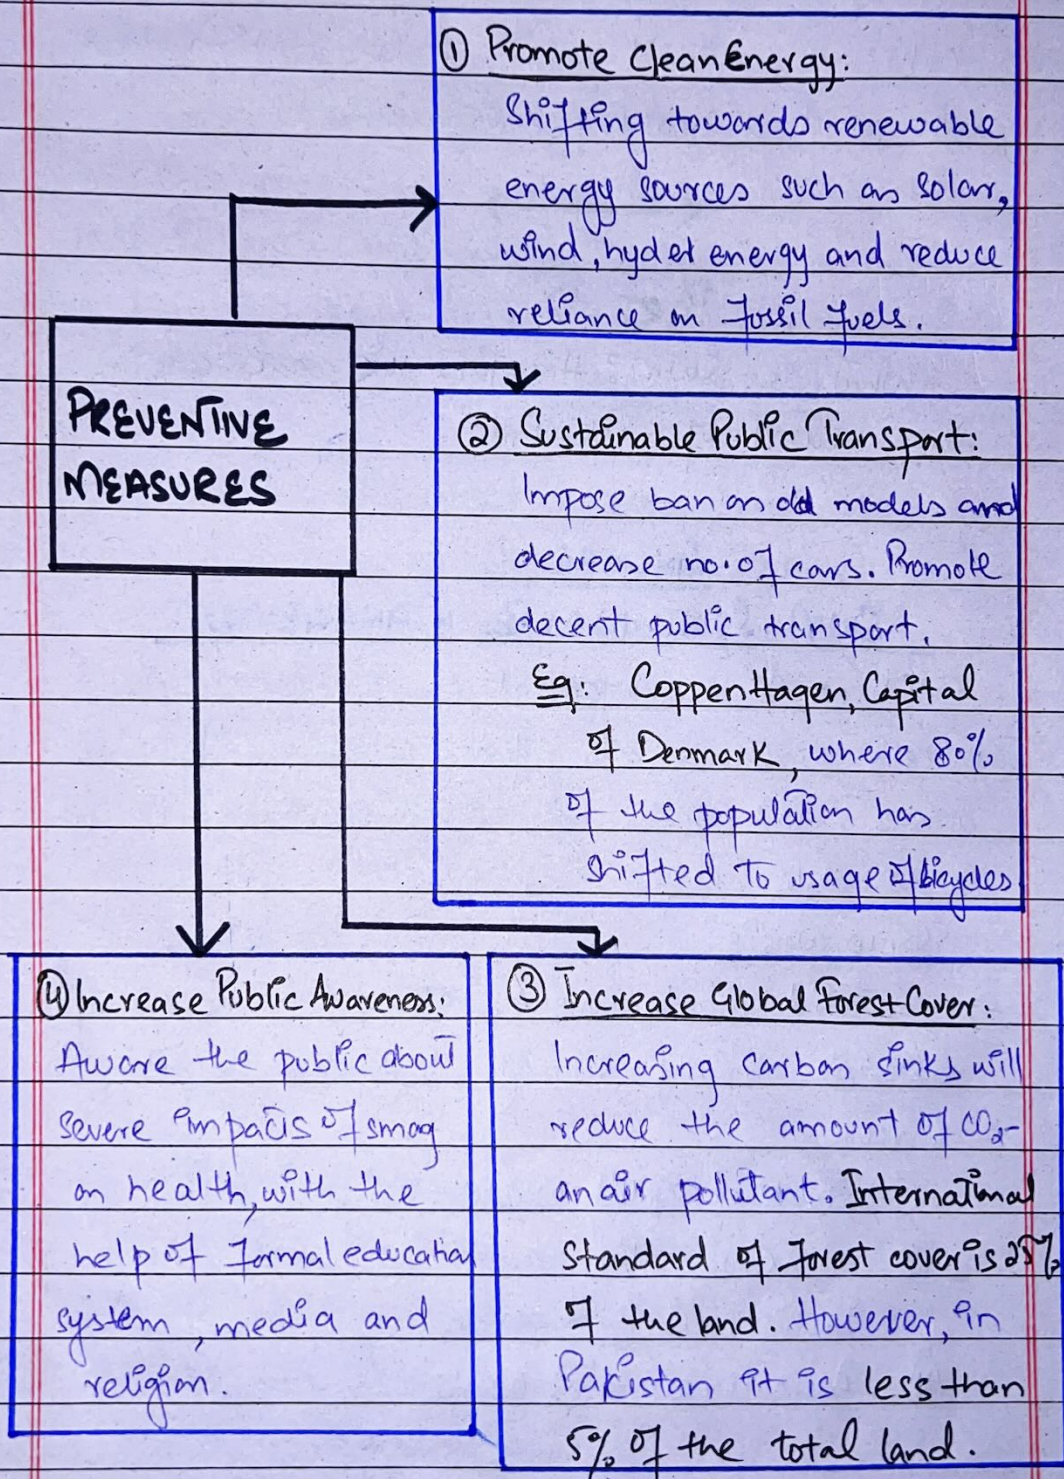 ① Promote Clean Energy:
Shifting towards renewable
energy sources such as solar,
wind, hydel energy and reduce
reliance on fossil fuels.
PREVENTIVE
MEASURES
② Sustainable Public Transport:
Impose ban on old models and
decrease no. of cars. Promote
decent public transport.
Eg: CoppenHagen, Capital
of Denmark, where 80%
of the population has
shifted to usage of bicycles
④ Increase Public Awareness:
Aware the public about
severe impacts of smog
on health, with the
help of formal education
system, media and
religion.
③ Increase Global Forest Cover:
Increasing carbon sinks will
reduce the amount of CO₂-
an air pollutant. International
Standard of forest cover is 25%
of the land. However, in
Pakistan it is less than
5% of the total land.